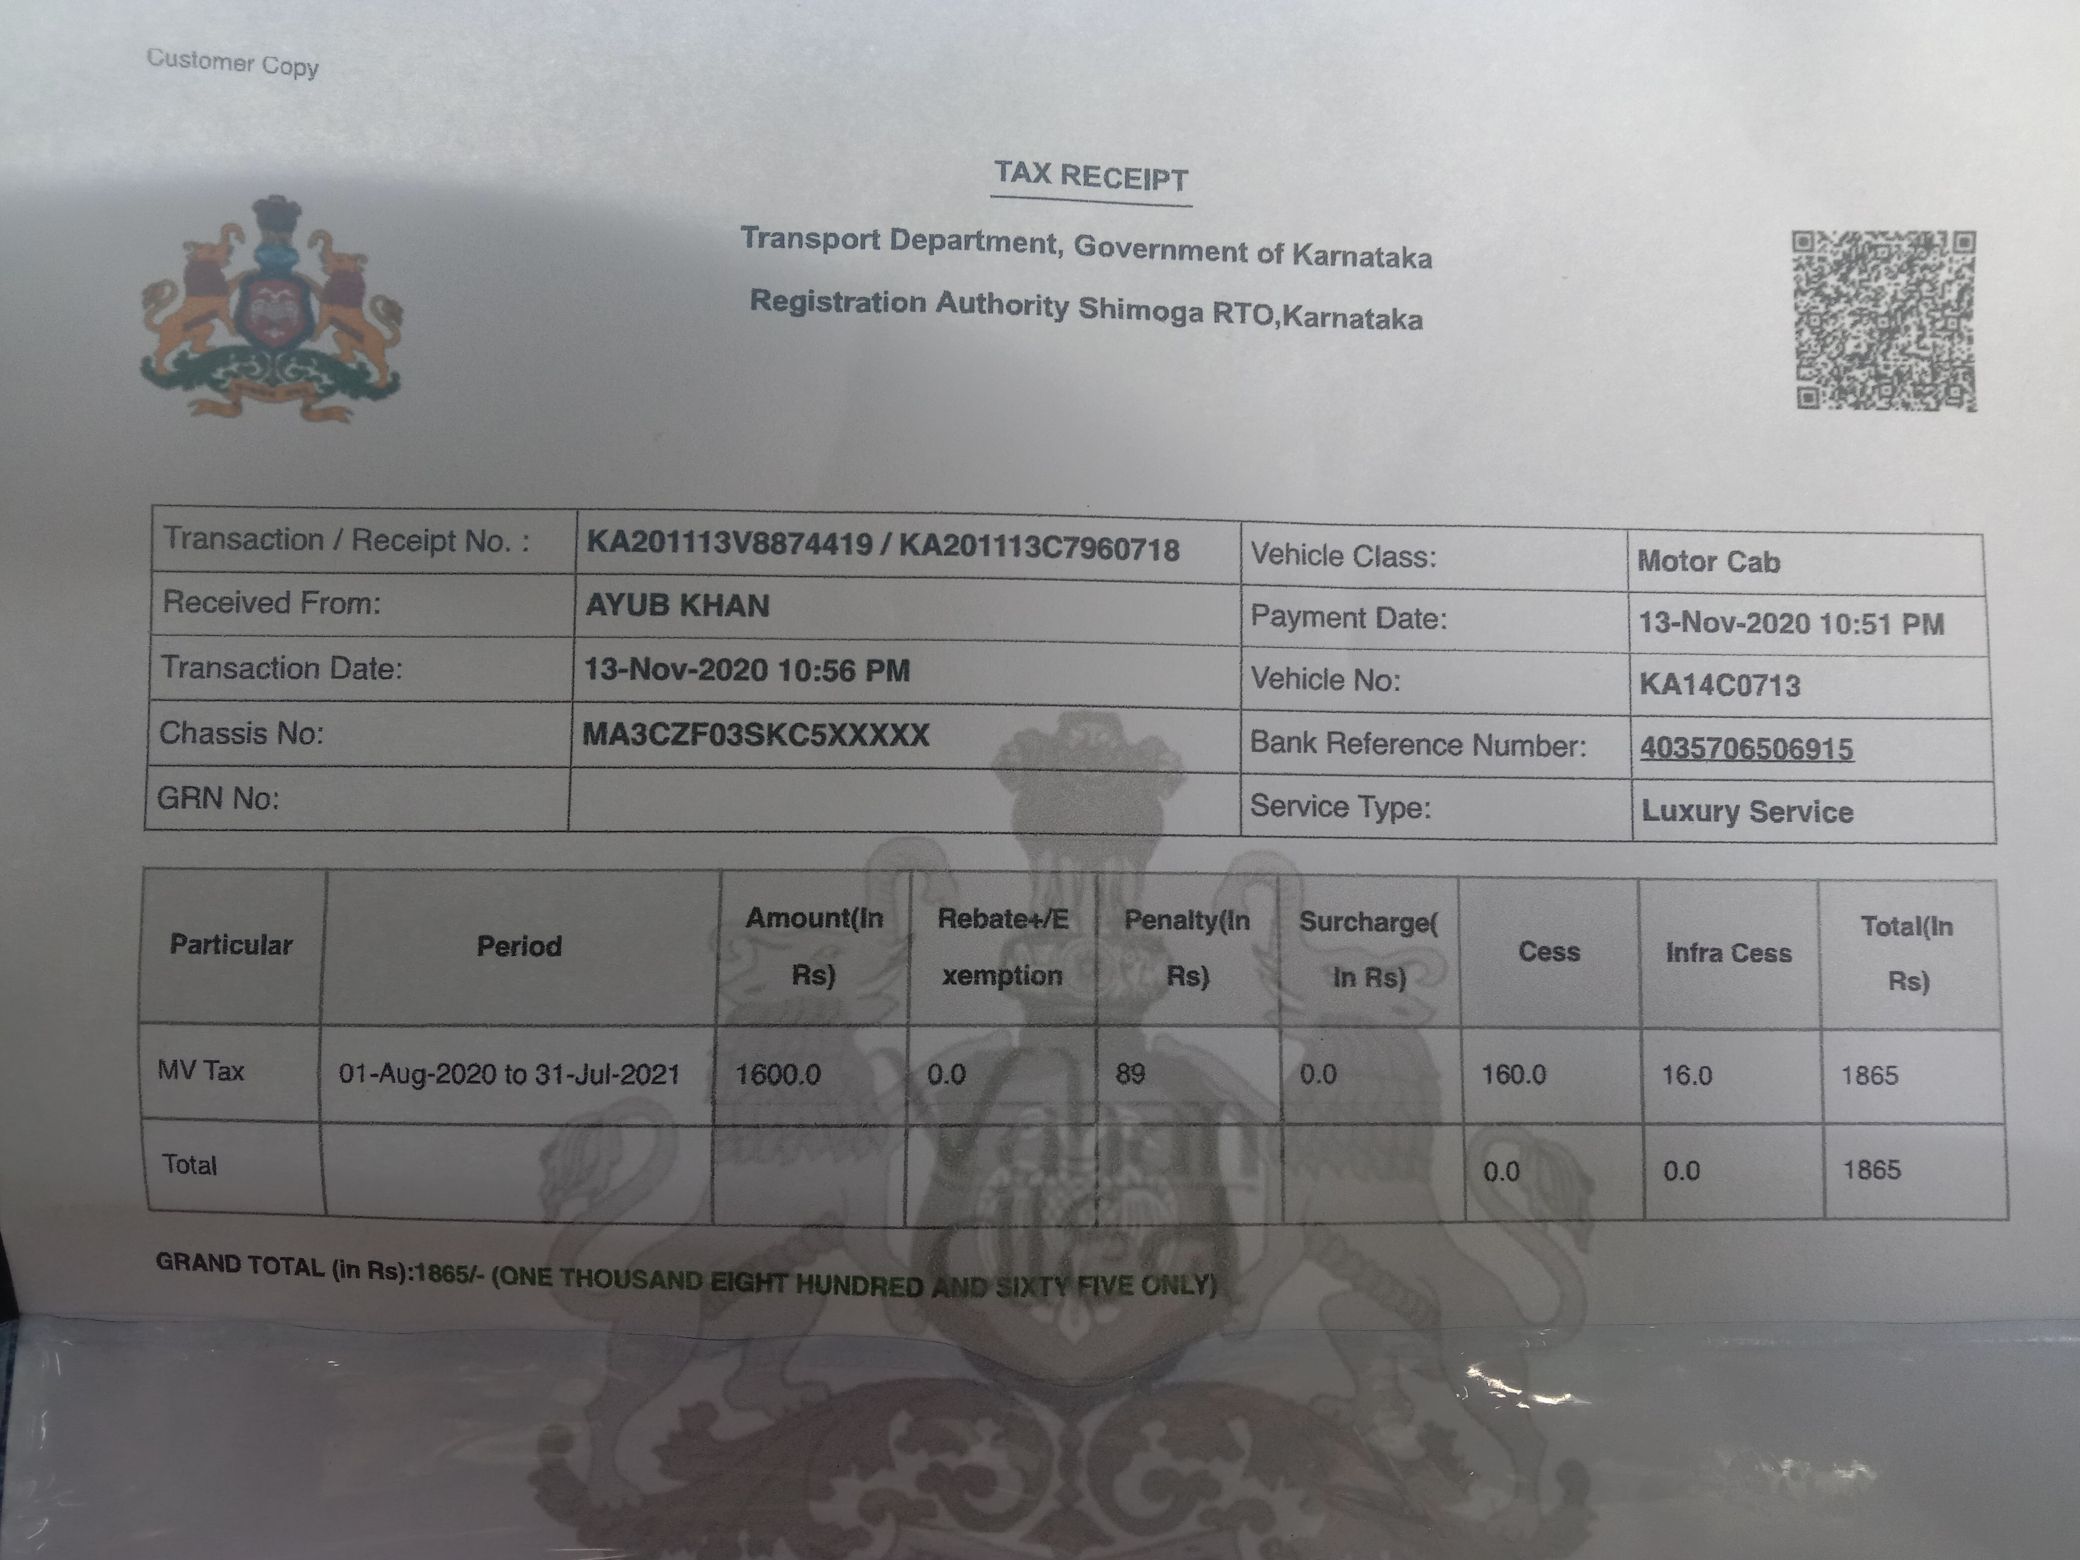 Customer Copy
TAX RECEIPT
Transport Department, Government of Karnataka
Registration Authority Shimoga RTO,Karnataka
Transaction / Receipt No. : KA201113V8874419 / KA201113C7960718 Vehicle Class: Motor Cab
Received From: AYUB KHAN Payment Date: 13-Nov-2020 10:51 PM
Transaction Date: 13-Nov-2020 10:56 PM Vehicle No: KA14C0713
Chassis No: MA3CZF03SKC5XXXXX Bank Reference Number: 4035706506915
GRN No: Service Type: Luxury Service
Particular Period Amount(In Rs) Rebate+/Exemption Penalty(In Rs) Surcharge(In Rs) Cess Infra Cess Total(In Rs)
MV Tax 01-Aug-2020 to 31-Jul-2021 1600.0 0.0 89 0.0 160.0 16.0 1865
Total 0.0 0.0 1865
GRAND TOTAL (in Rs):1865/- (ONE THOUSAND EIGHT HUNDRED AND SIXTY FIVE ONLY)